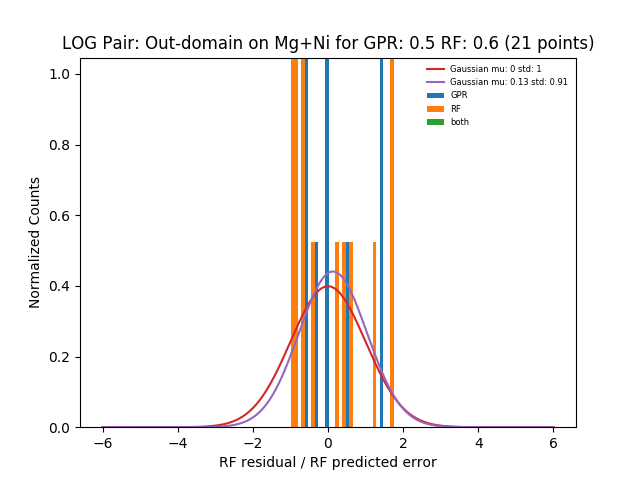 LOG Pair: Out-domain on Mg+Ni for GPR: 0.5 RF: 0.6 (21 points)
Gaussian mu: 0 std: 1
Gaussian mu: 0.13 std: 0.91
GPR
RF
both
Normalized Counts
1.0
0.8
0.6
0.4
0.2
0.0
−6
−4
−2
0
2
4
6
RF residual / RF predicted error